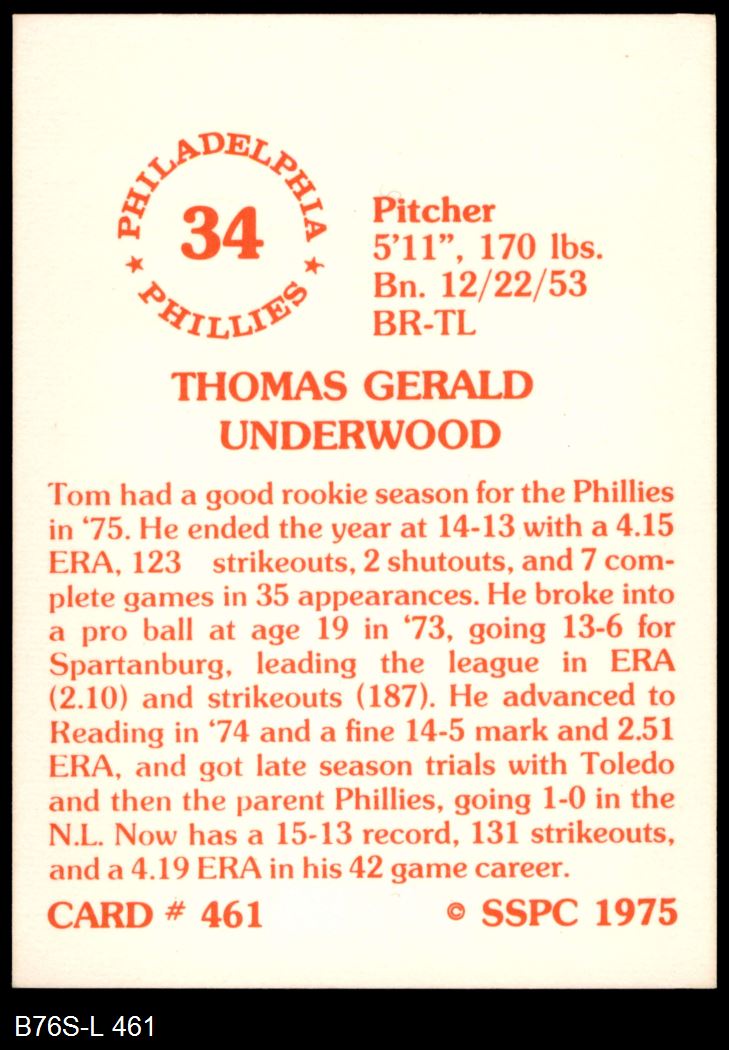 PHILADELPHIA
34
★ PHILLIES ★
Pitcher
5'11”, 170 lbs.
Bn. 12/22/53
BR-TL
THOMAS GERALD
UNDERWOOD
Tom had a good rookie season for the Phillies
in ‘75. He ended the year at 14-13 with a 4.15
ERA, 123 strikeouts, 2 shutouts, and 7 com-
plete games in 35 appearances. He broke into
a pro ball at age 19 in ‘73, going 13-6 for
Spartanburg, leading the league in ERA
(2.10) and strikeouts (187). He advanced to
Reading in ‘74 and a fine 14-5 mark and 2.51
ERA, and got late season trials with Toledo
and then the parent Phillies, going 1-0 in the
N.L. Now has a 15-13 record, 131 strikeouts,
and a 4.19 ERA in his 42 game career.
CARD # 461
© SSPC 1975
B76S-L 461